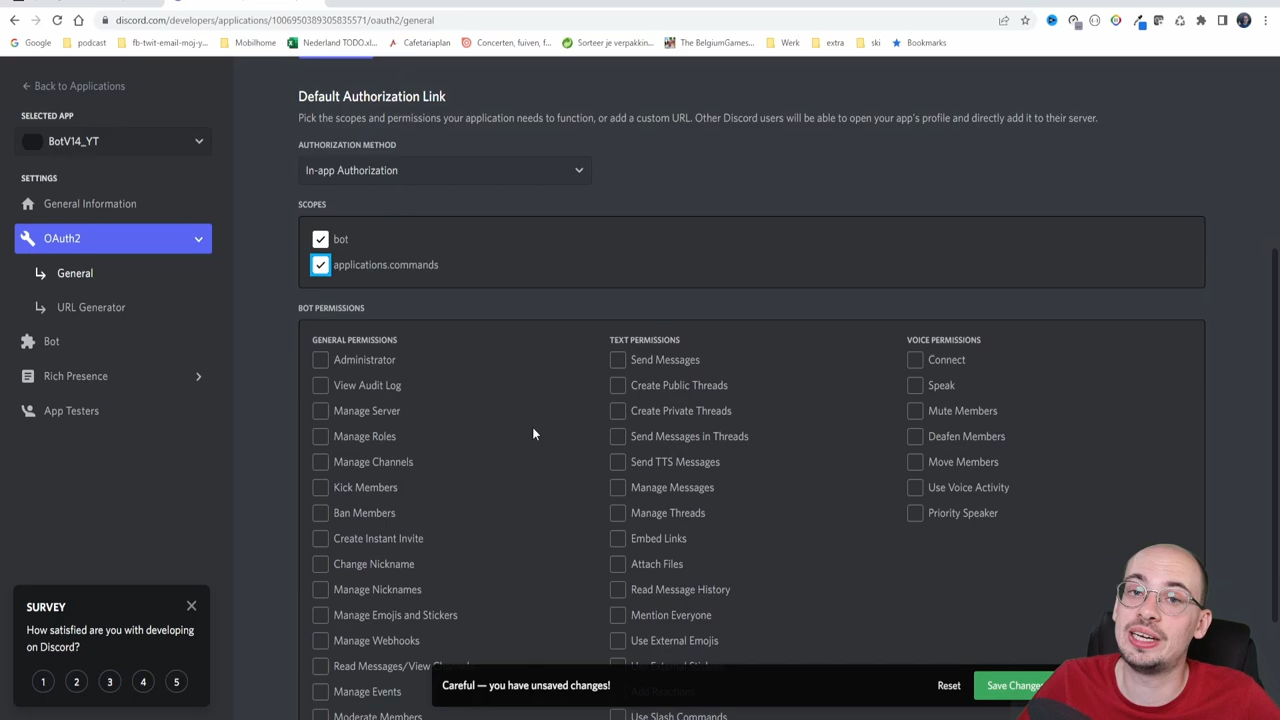 discord.com/developers/applications/1006950389305835571/oauth2/general
Google
podcast
fb-twit-email-moj-y...
Mobilhome
Nederland TODO.xl...
Cafetariaplan
Concerten, fuiven, f...
Sorteer je verpakkin...
The BelgiumGames...
Werk
extra
ski
Bookmarks
← Back to Applications
SELECTED APP
BotV14_YT
SETTINGS
General Information
OAuth2
General
URL Generator
Bot
Rich Presence
App Testers
SURVEY
How satisfied are you with developing
on Discord?
1 2 3 4 5
Default Authorization Link
Pick the scopes and permissions your application needs to function, or add a custom URL. Other Discord users will be able to open your app's profile and directly add it to their server.
AUTHORIZATION METHOD
In-app Authorization
SCOPES
bot
applications.commands
BOT PERMISSIONS
GENERAL PERMISSIONS
Administrator
View Audit Log
Manage Server
Manage Roles
Manage Channels
Kick Members
Ban Members
Create Instant Invite
Change Nickname
Manage Nicknames
Manage Emojis and Stickers
Manage Webhooks
Read Messages/View
Manage Events
Moderate Members
TEXT PERMISSIONS
Send Messages
Create Public Threads
Create Private Threads
Send Messages in Threads
Send TTS Messages
Manage Messages
Manage Threads
Embed Links
Attach Files
Read Message History
Mention Everyone
Use External Emojis
Use Slash Commands
VOICE PERMISSIONS
Connect
Speak
Mute Members
Deafen Members
Move Members
Use Voice Activity
Priority Speaker
Careful — you have unsaved changes!
Reset
Save Changes